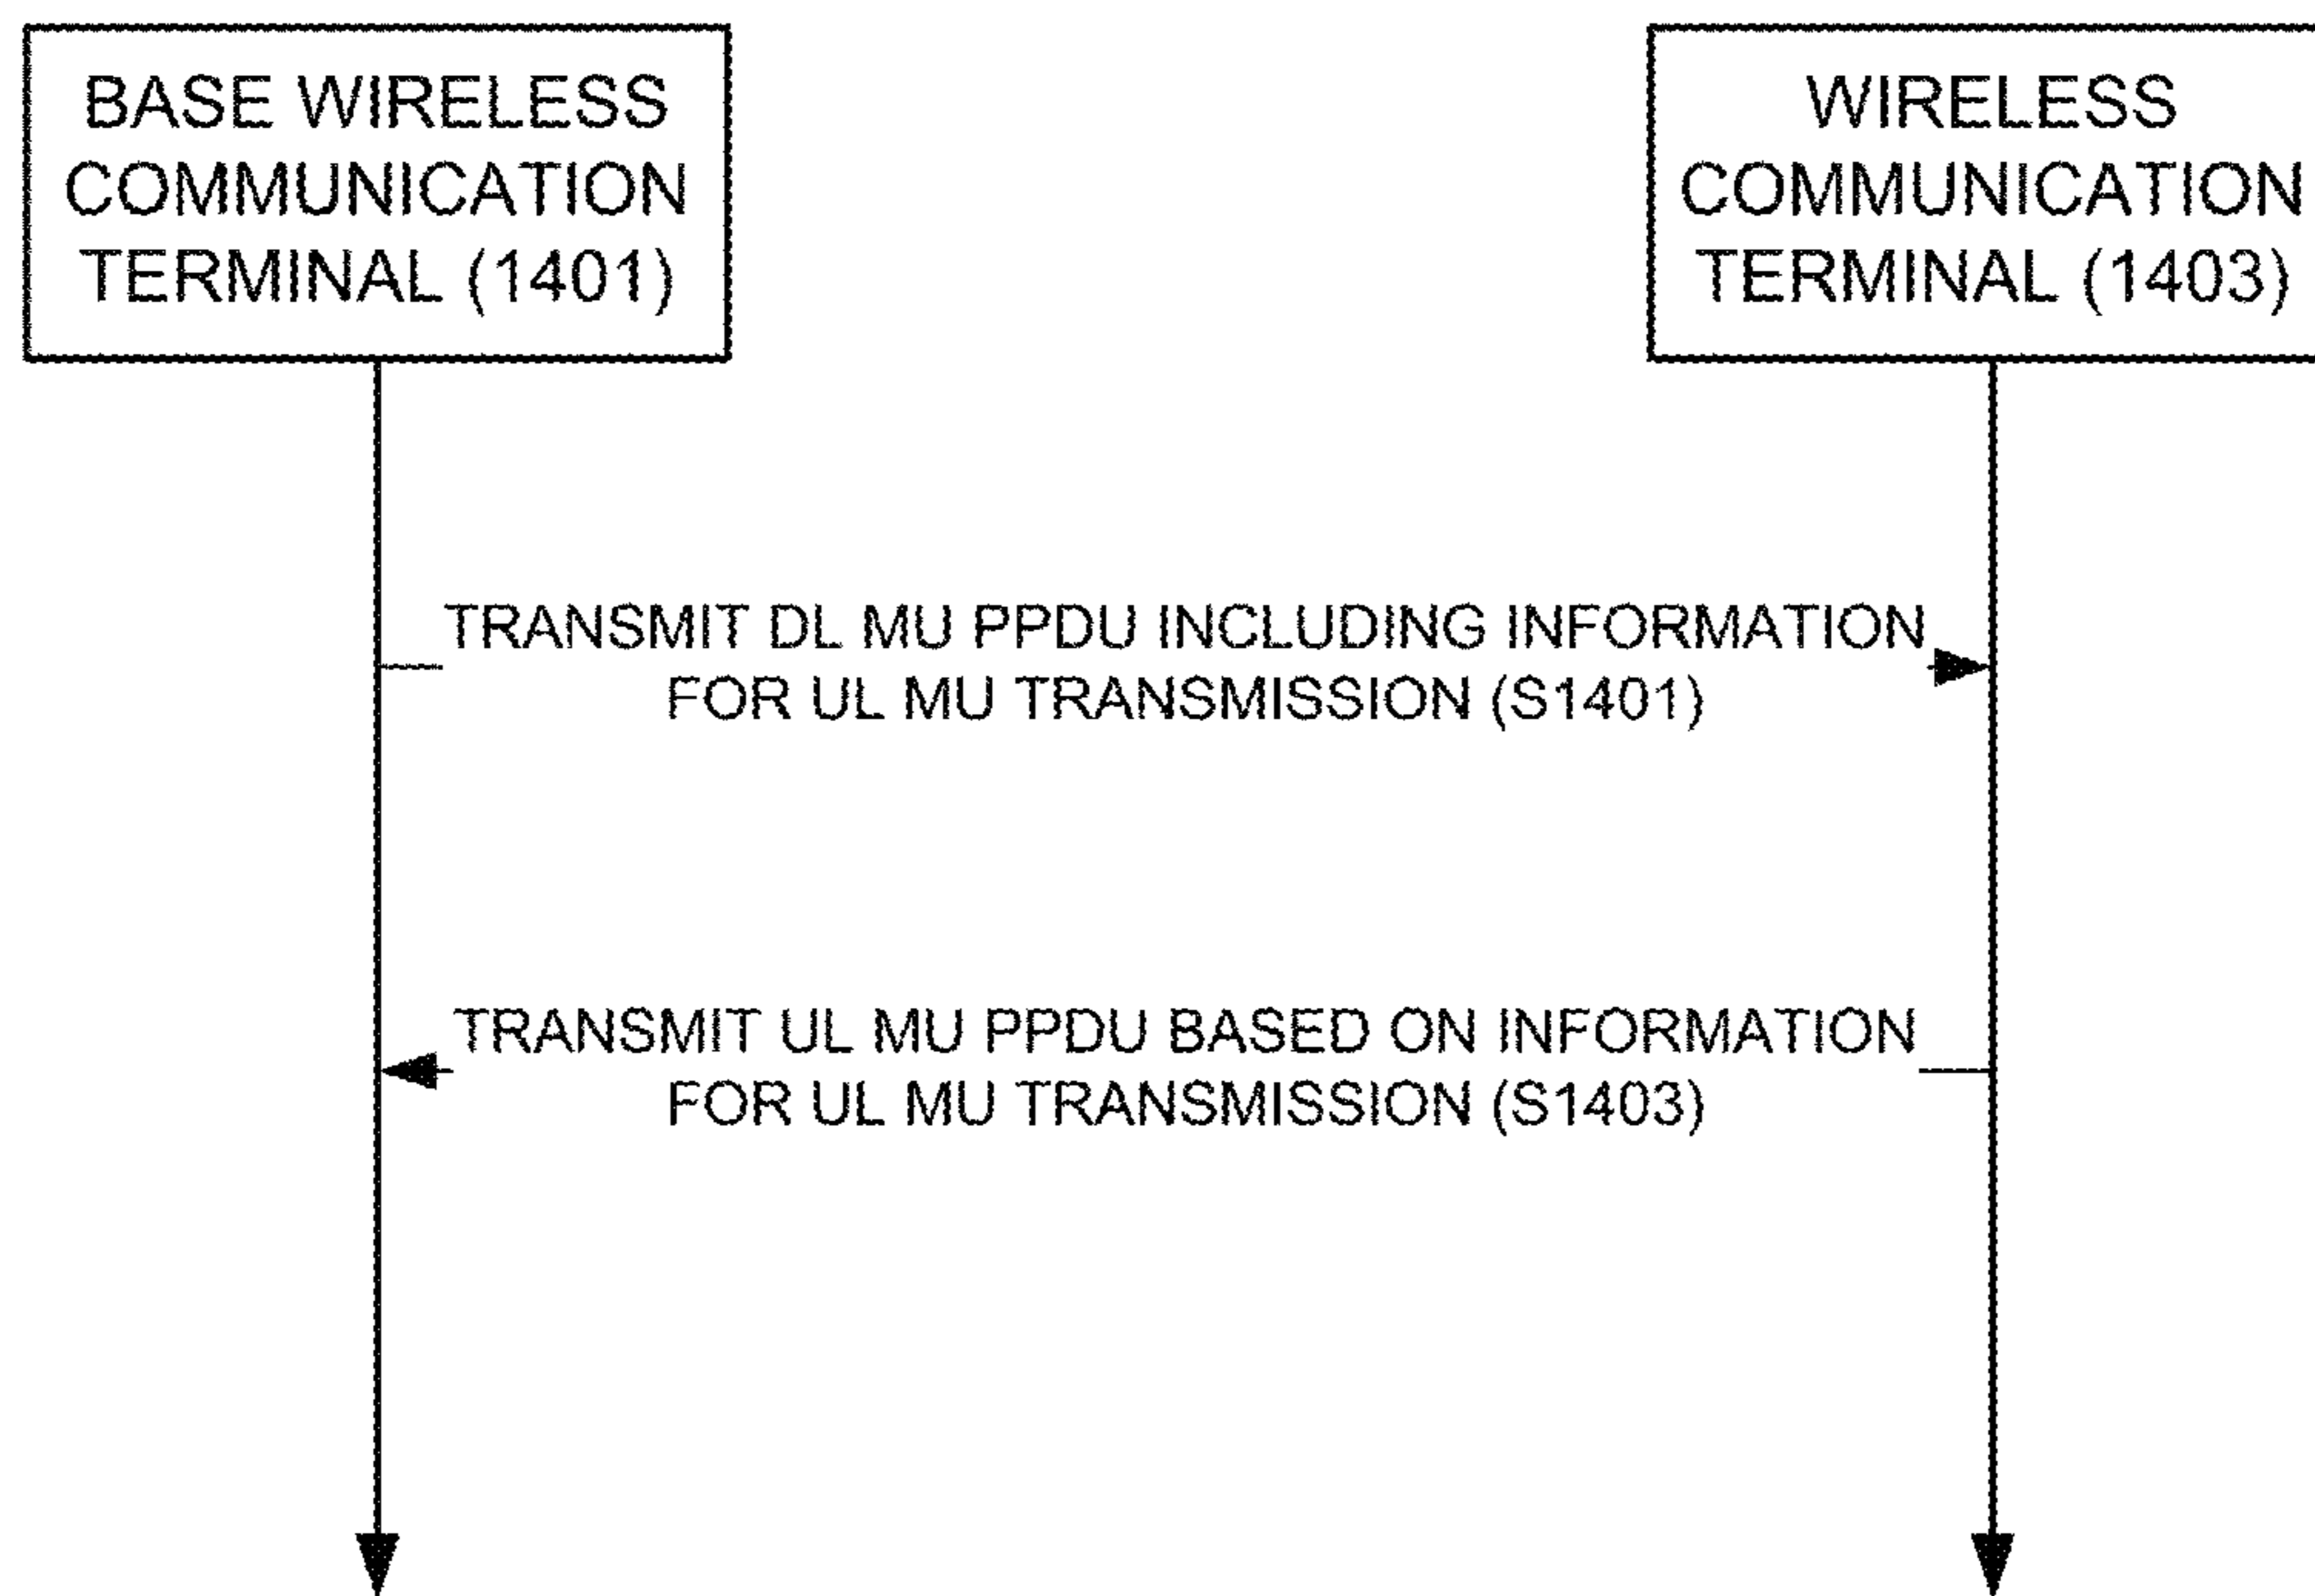 BASE WIRELESS
COMMUNICATION
TERMINAL (1401)
WIRELESS
COMMUNICATION
TERMINAL (1403)
TRANSMIT DL MU PPDU INCLUDING INFORMATION
FOR UL MU TRANSMISSION (S1401)
TRANSMIT UL MU PPDU BASED ON INFORMATION
FOR UL MU TRANSMISSION (S1403)